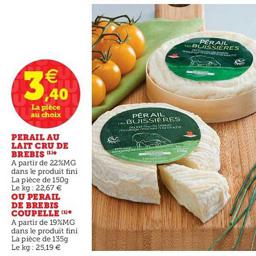 3€,40
La pièce
au choix
PERAIL AU
LAIT CRU DE
BREBIS
A partir de 22%MG
dans le produit fini
La pièce de 150g
Le kg : 22,67 €
OU PERAIL
DE BREBIS
COUPELLE
A partir de 19%MG
dans le produit fini
La pièce de 135g
Le kg : 25,19 €
PÉRAIL
BUISSIÈRES
PÉRAIL
BUISSIÈRES